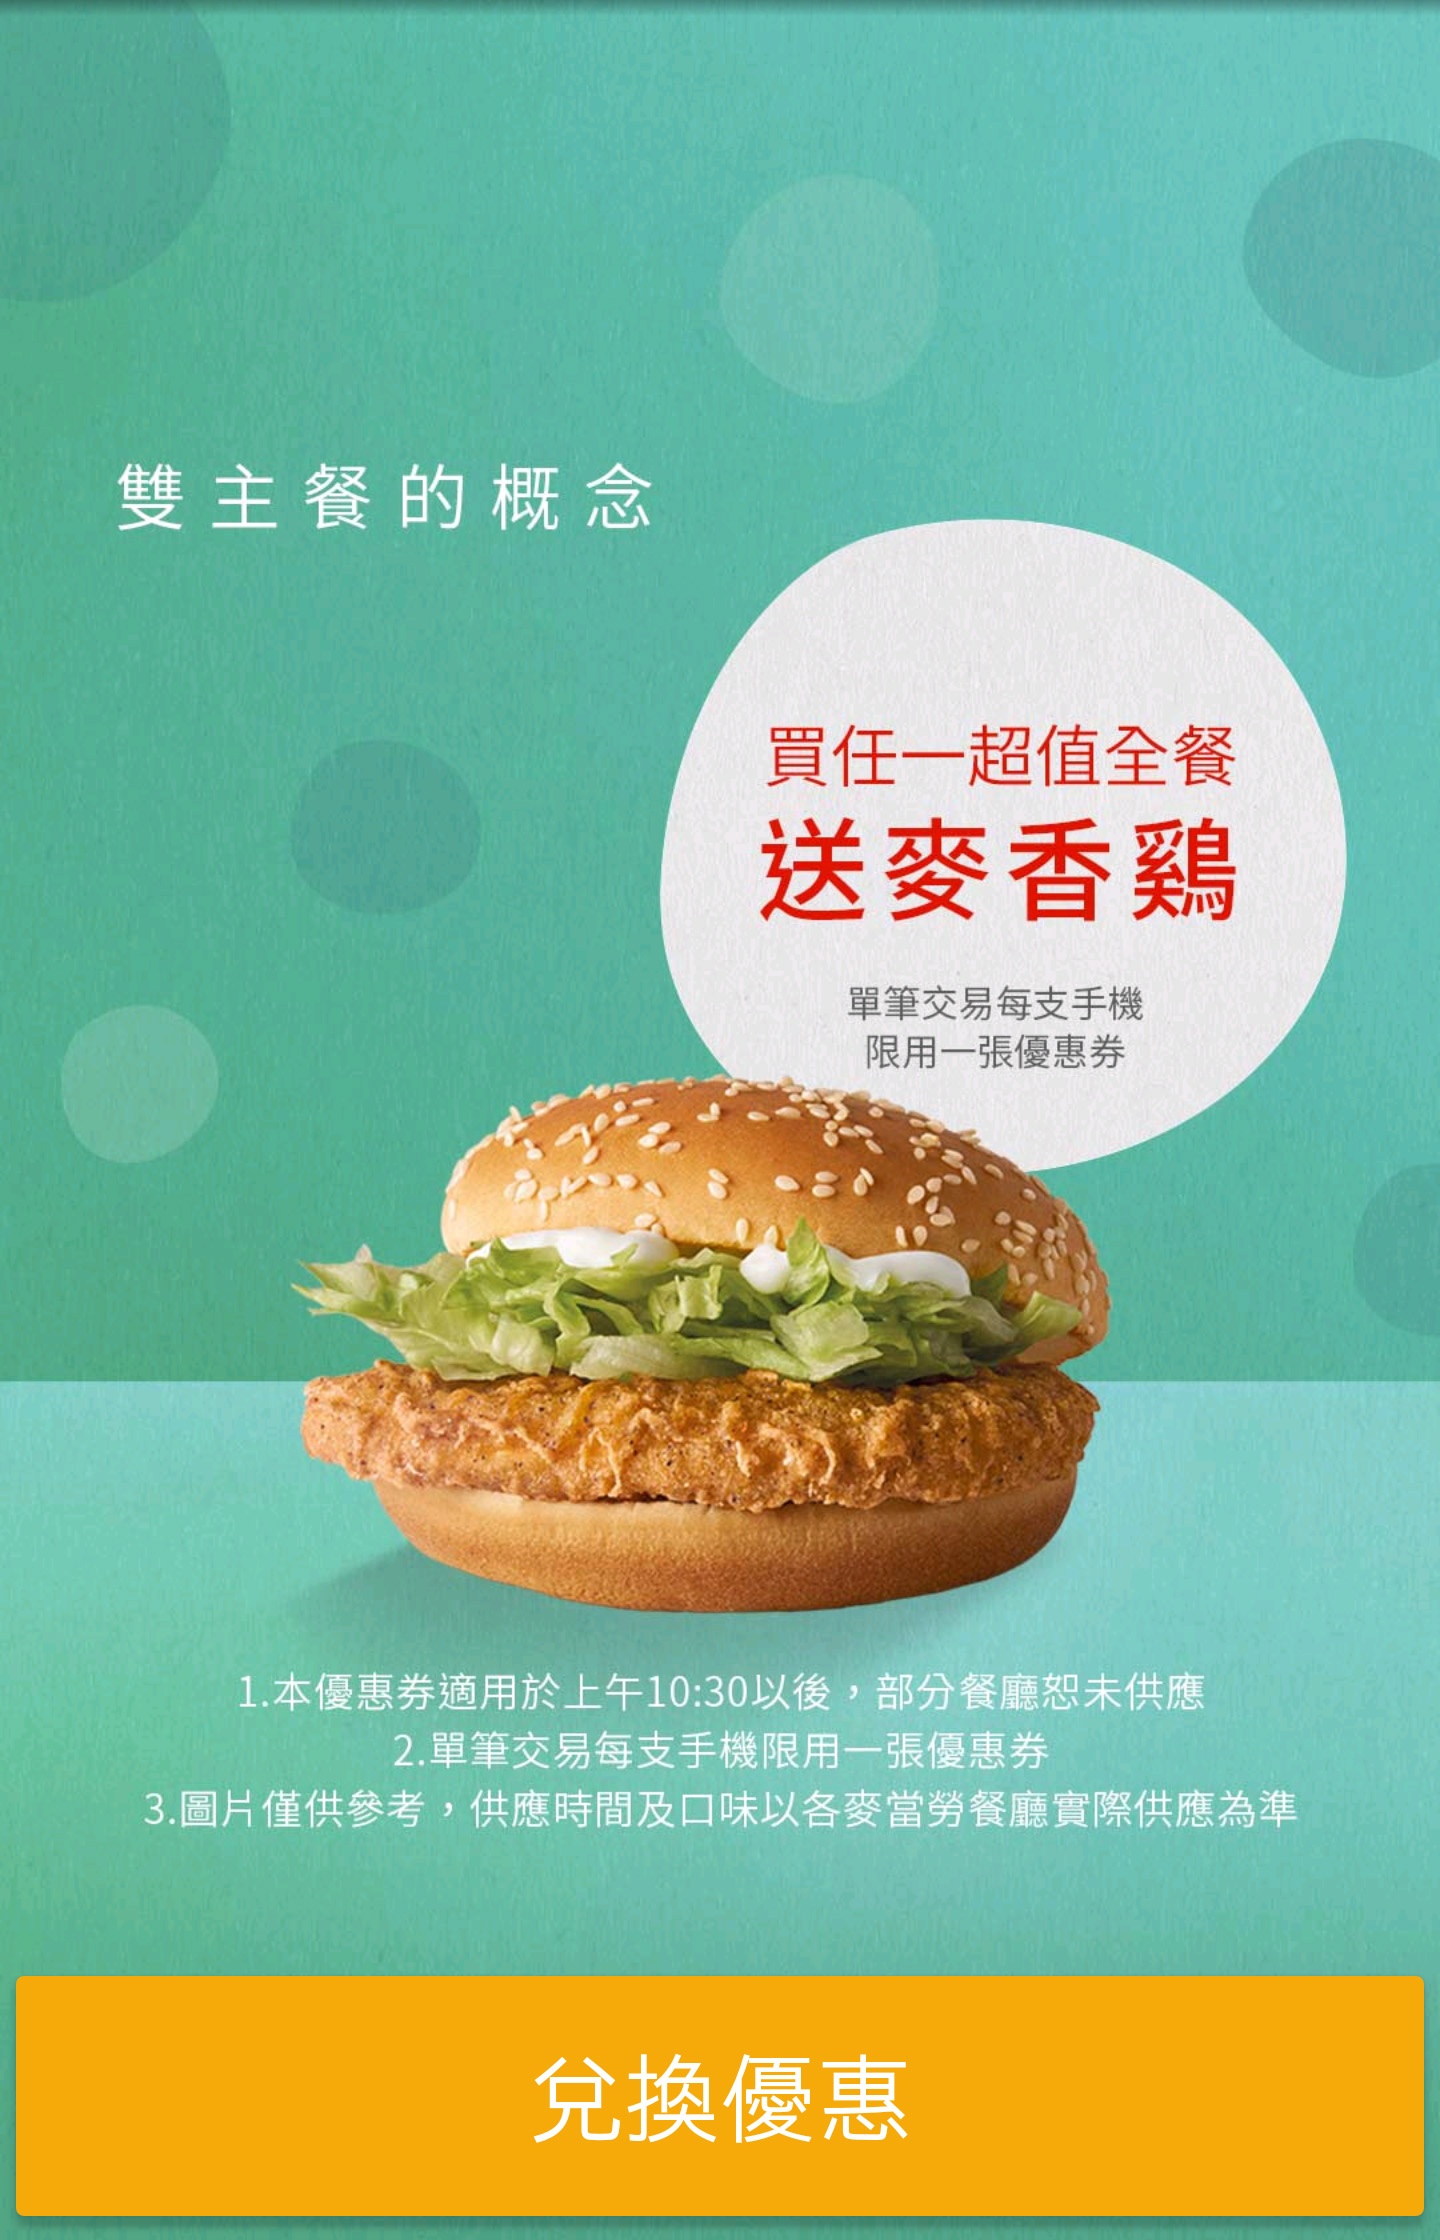 雙主餐的概念
買任一超值全餐
送麥香鷄
單筆交易每支手機
限用一張優惠券
1.本優惠券適用於上午10:30以後，部分餐廳恕未供應
2.單筆交易每支手機限用一張優惠券
3.圖片僅供參考，供應時間及口味以各麥當勞餐廳實際供應為準
兌換優惠